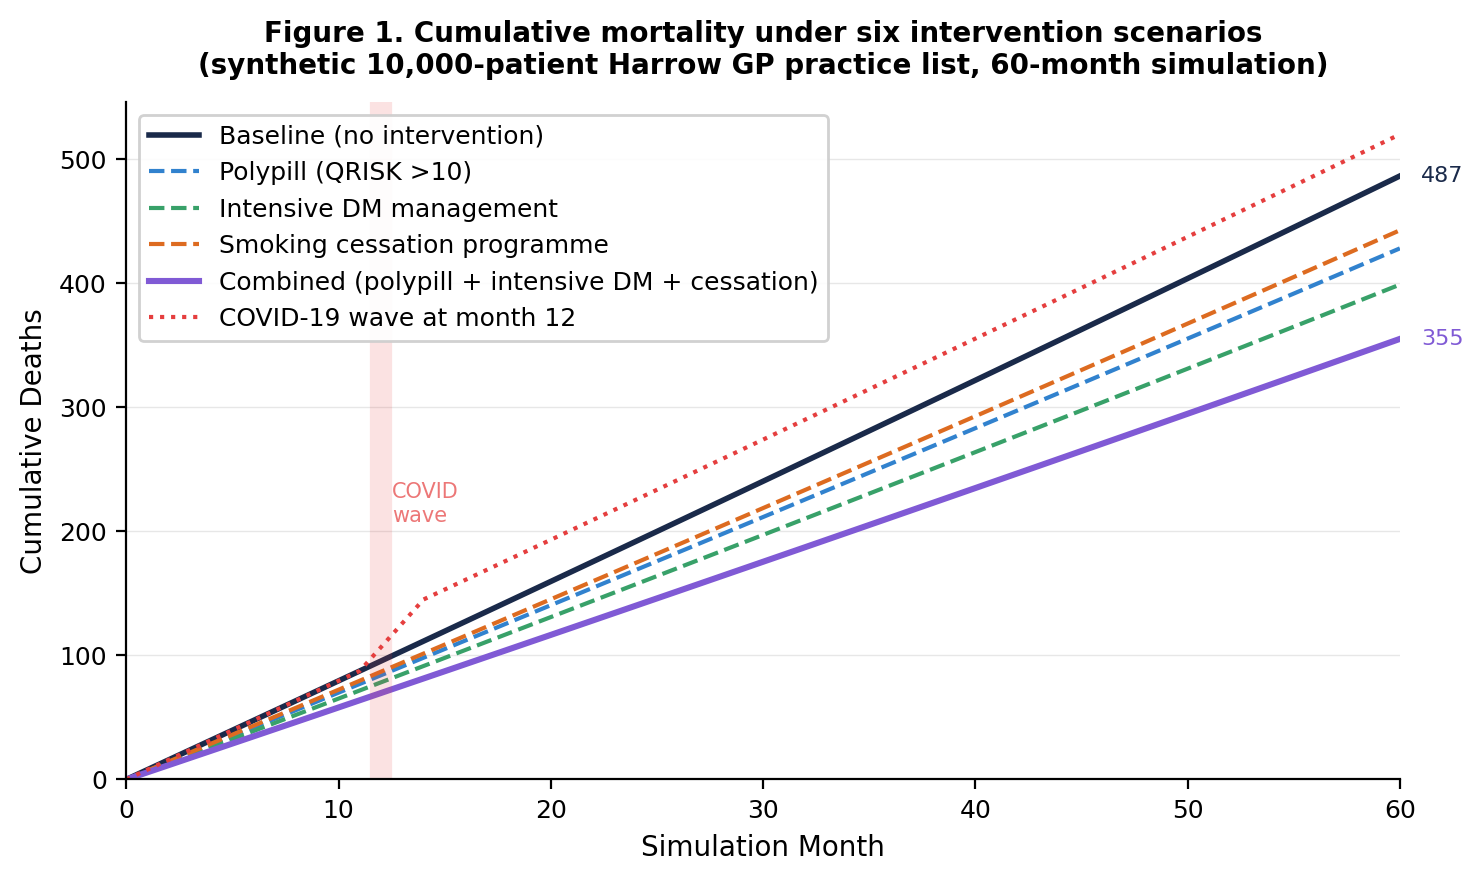 Figure 1. Cumulative mortality under six intervention scenarios
(synthetic 10,000-patient Harrow GP practice list, 60-month simulation)
Baseline (no intervention)
Polypill (QRISK >10)
Intensive DM management
Smoking cessation programme
Combined (polypill + intensive DM + cessation)
COVID-19 wave at month 12
500
400
300
200
100
0
Cumulative Deaths
487
355
COVID
wave
0 10 20 30 40 50 60
Simulation Month